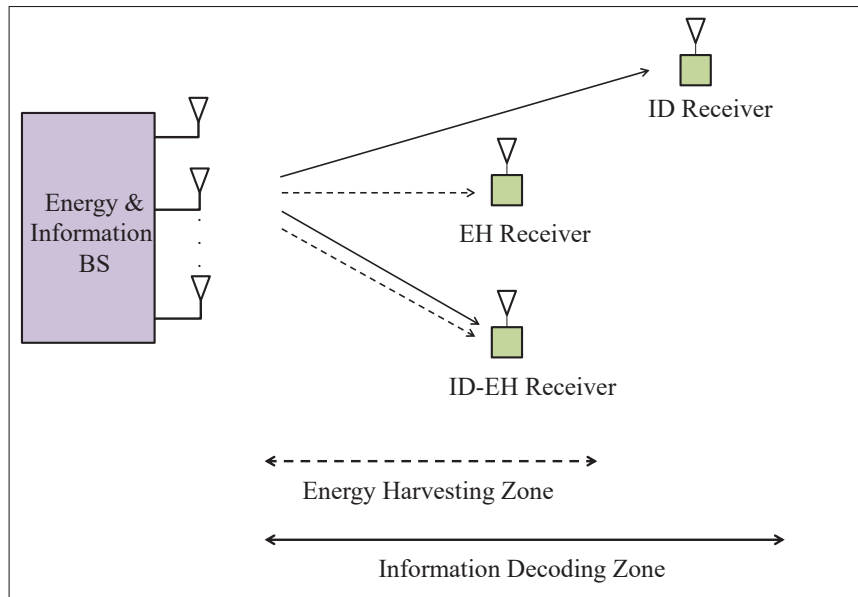 ID Receiver
Energy &
Information
BS
EH Receiver
ID-EH Receiver
Energy Harvesting Zone
Information Decoding Zone